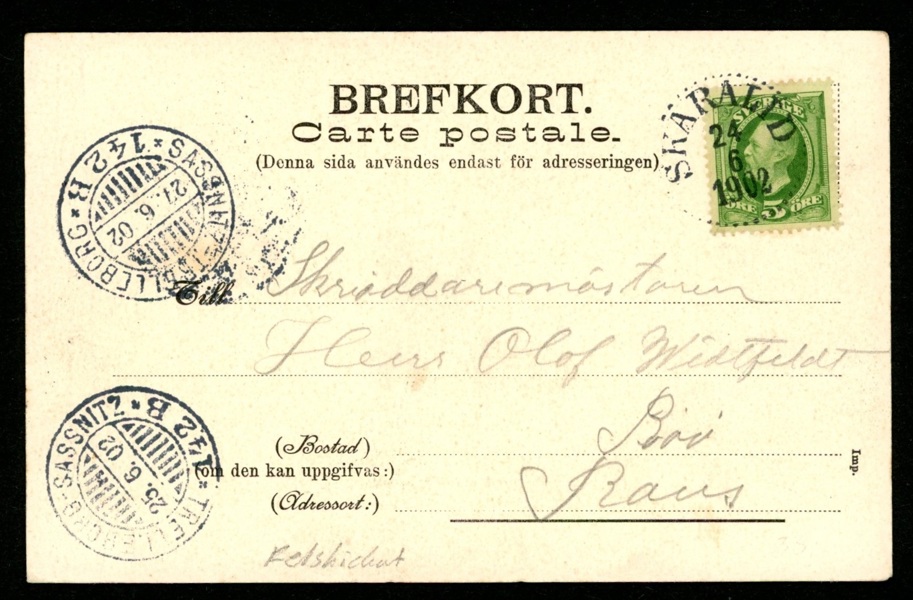 BREFKORT.
Carte postale.
(Denna sida användes endast för adresseringen)
SKÄRALID
24
6
1902
SVERIGE
ÖRE 5 ÖRE
SASSNITZ-TRELLEBORG * 142 B *
27.6.02
Till
Skräddaremästaren
Herr Olof Widtfeldt
(Bostad)
(om den kan uppgifvas:)
Råå
(Adressort:)
Raus
Imp.
TRELLEBORG-SASSNITZ * 142 B *
25.6.02
Felskickat